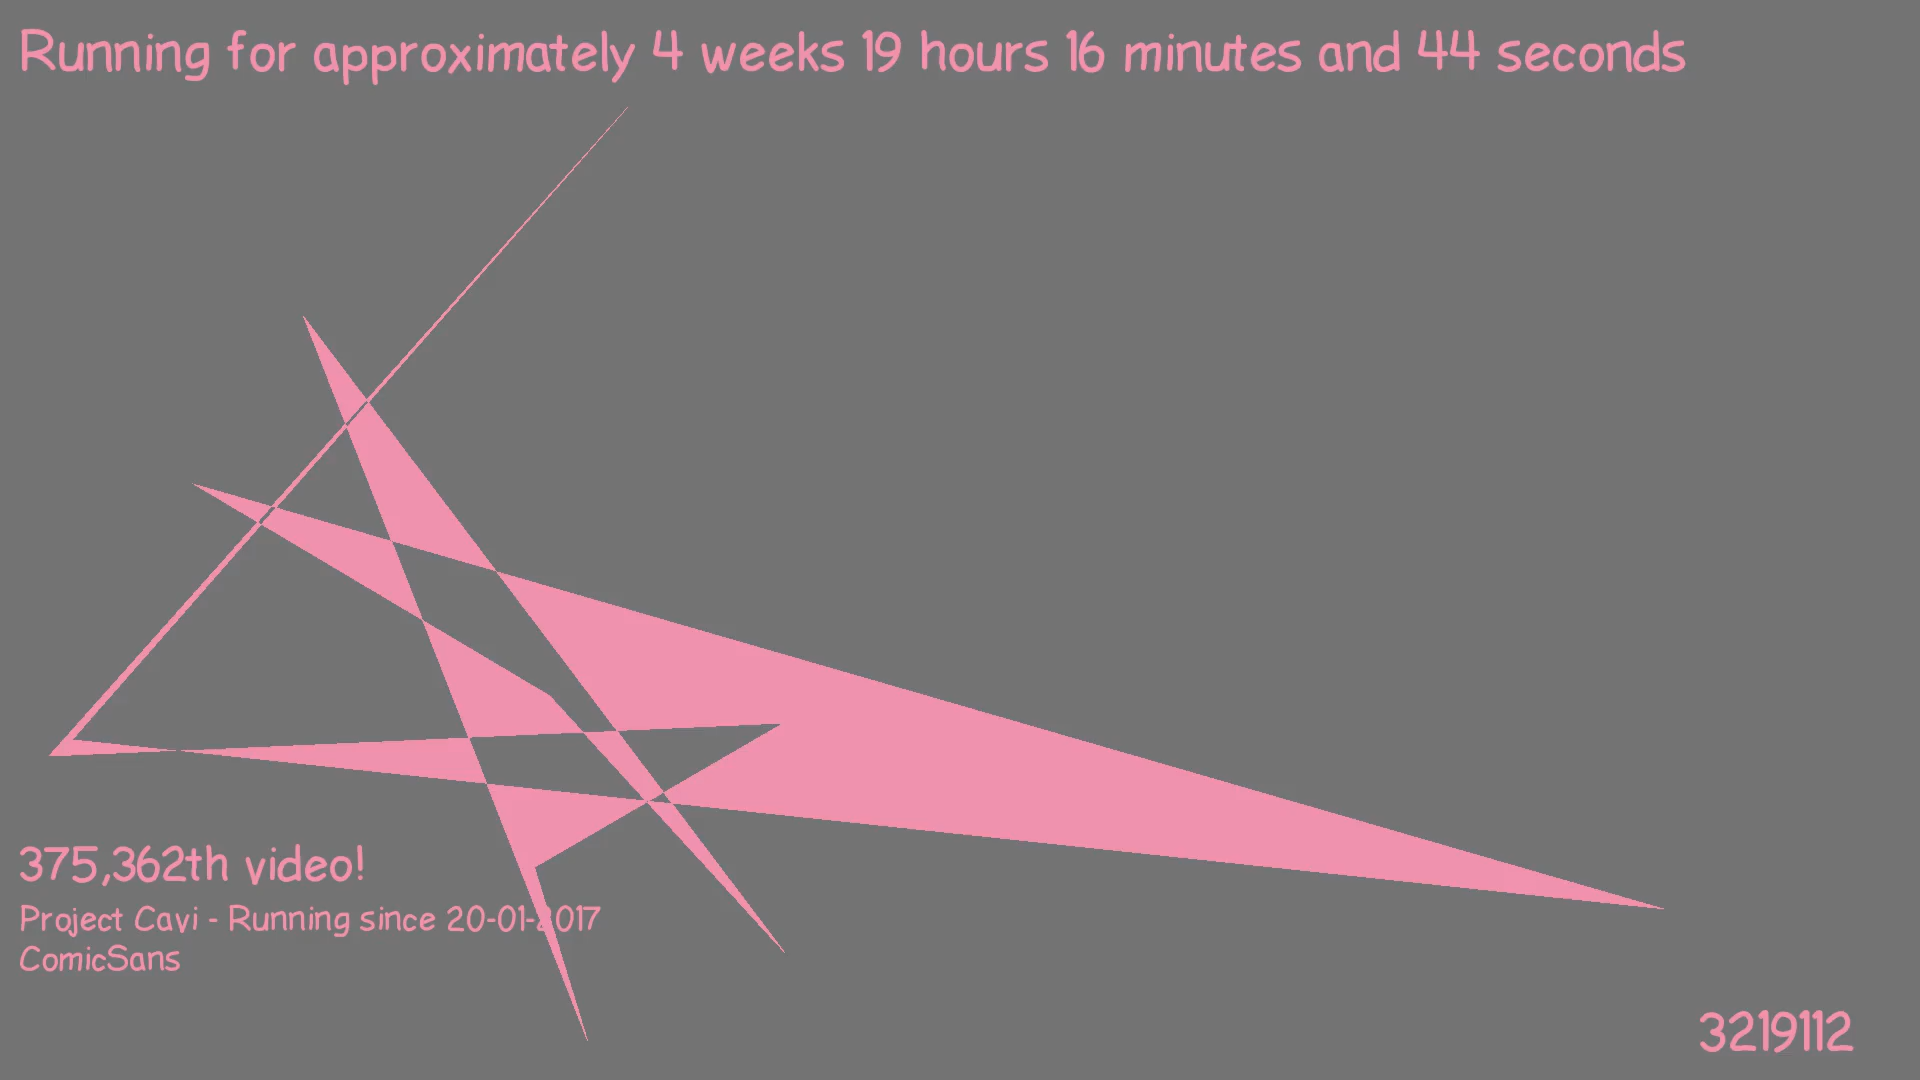 Running for approximately 4 weeks 19 hours 16 minutes and 44 seconds
375,362th video!
Project Cavi - Running since 20-01-2017
ComicSans
3219112